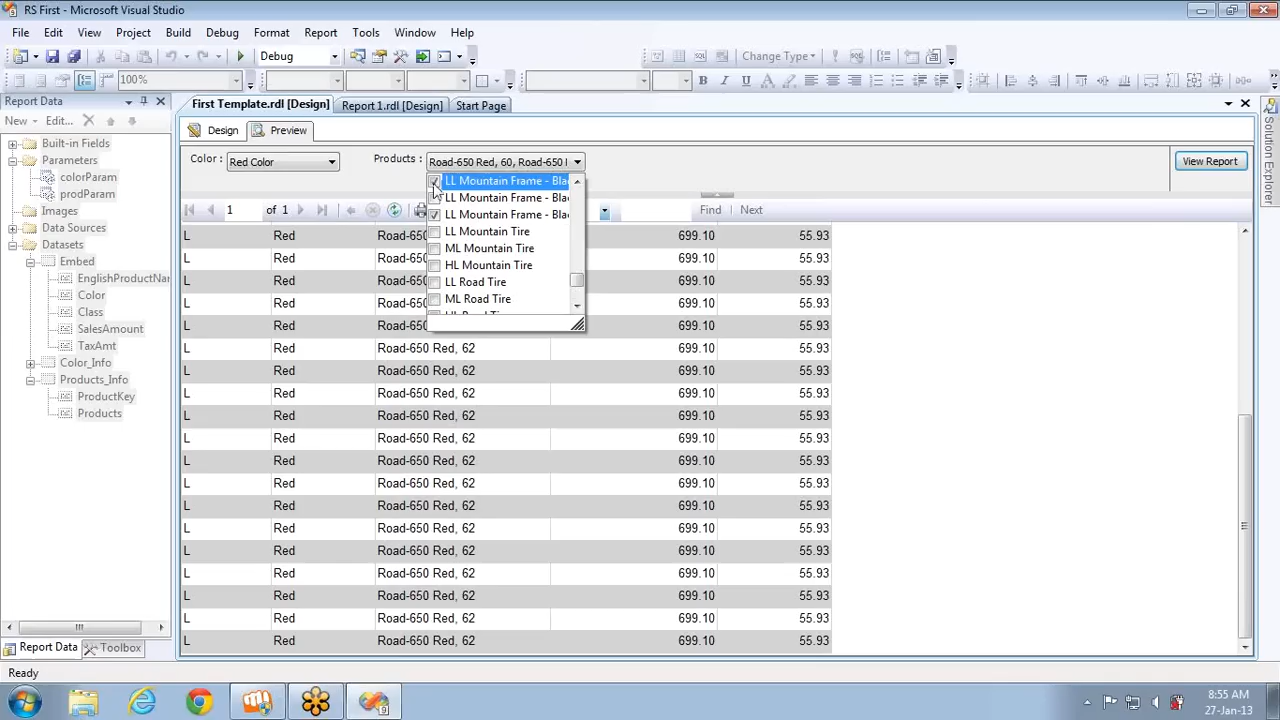 RS First - Microsoft Visual Studio
File Edit View Project Build Debug Format Report Tools Window Help
Debug
Change Type
100%
Report Data
New Edit...
Built-in Fields
Parameters
colorParam
prodParam
Images
Data Sources
Datasets
Embed
EnglishProductNar
Color
Class
SalesAmount
TaxAmt
Color_Info
Products_Info
ProductKey
Products
Report Data Toolbox
First Template.rdl [Design] Report 1.rdl [Design] Start Page
Design Preview
Color : Red Color Products : Road-650 Red, 60, Road-650 I View Report
1 of 1 Find Next
LL Mountain Frame - Blac
LL Mountain Frame - Blac
LL Mountain Frame - Blac
LL Mountain Tire
ML Mountain Tire
HL Mountain Tire
LL Road Tire
ML Road Tire
L Red Road-650 699.10 55.93
L Red Road-650 699.10 55.93
L Red Road-650 699.10 55.93
L Red Road-650 699.10 55.93
L Red Road-650 699.10 55.93
L Red Road-650 Red, 62 699.10 55.93
L Red Road-650 Red, 62 699.10 55.93
L Red Road-650 Red, 62 699.10 55.93
L Red Road-650 Red, 62 699.10 55.93
L Red Road-650 Red, 62 699.10 55.93
L Red Road-650 Red, 62 699.10 55.93
L Red Road-650 Red, 62 699.10 55.93
L Red Road-650 Red, 62 699.10 55.93
L Red Road-650 Red, 62 699.10 55.93
L Red Road-650 Red, 62 699.10 55.93
L Red Road-650 Red, 62 699.10 55.93
L Red Road-650 Red, 62 699.10 55.93
L Red Road-650 Red, 62 699.10 55.93
L Red Road-650 Red, 62 699.10 55.93
Solution Explorer
Ready
8:55 AM
27-Jan-13